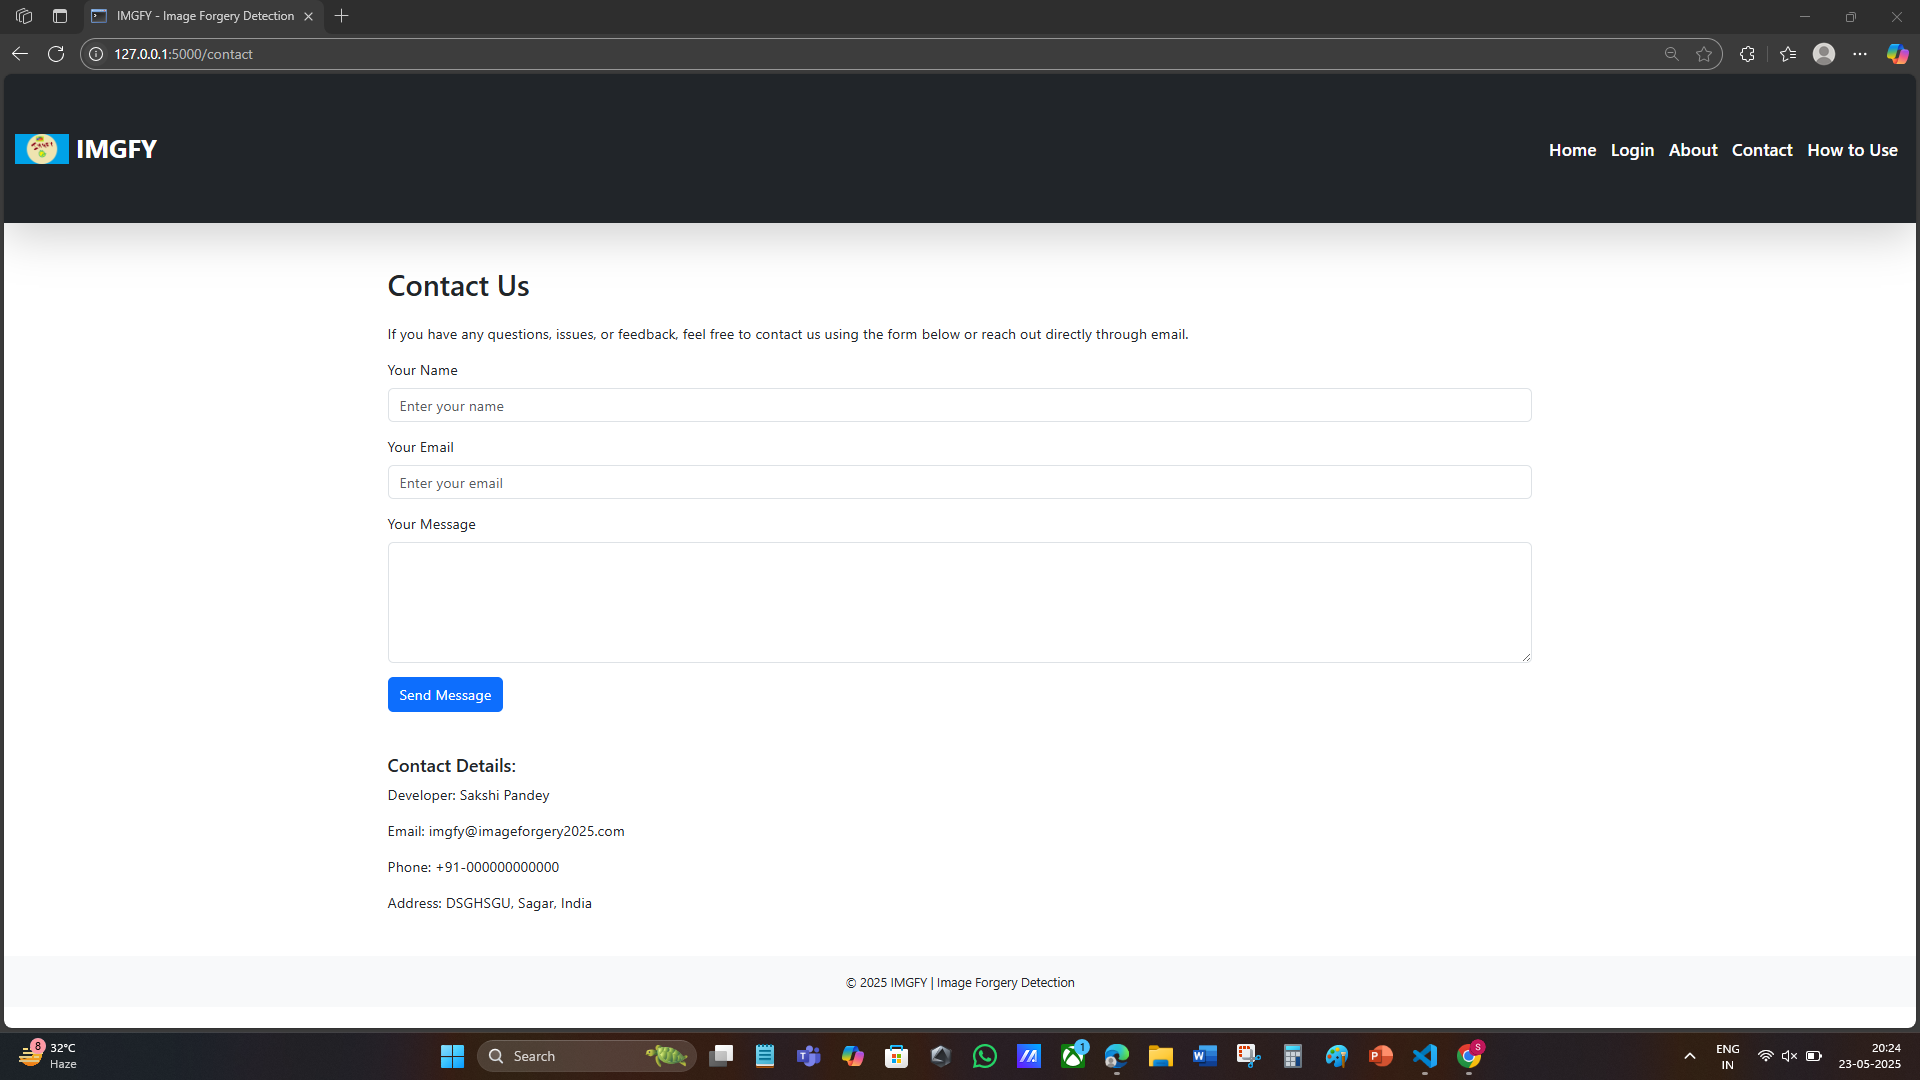 IMGFY - Image Forgery Detection
127.0.0.1:5000/contact
IMGFY
Home Login About Contact How to Use
Contact Us
If you have any questions, issues, or feedback, feel free to contact us using the form below or reach out directly through email.
Your Name
Enter your name
Your Email
Enter your email
Your Message
Send Message
Contact Details:
Developer: Sakshi Pandey
Email: imgfy@imageforgery2025.com
Phone: +91-000000000000
Address: DSGHSGU, Sagar, India
© 2025 IMGFY | Image Forgery Detection
8
32°C
Haze
Search
1
S
ENG
IN
20:24
23-05-2025